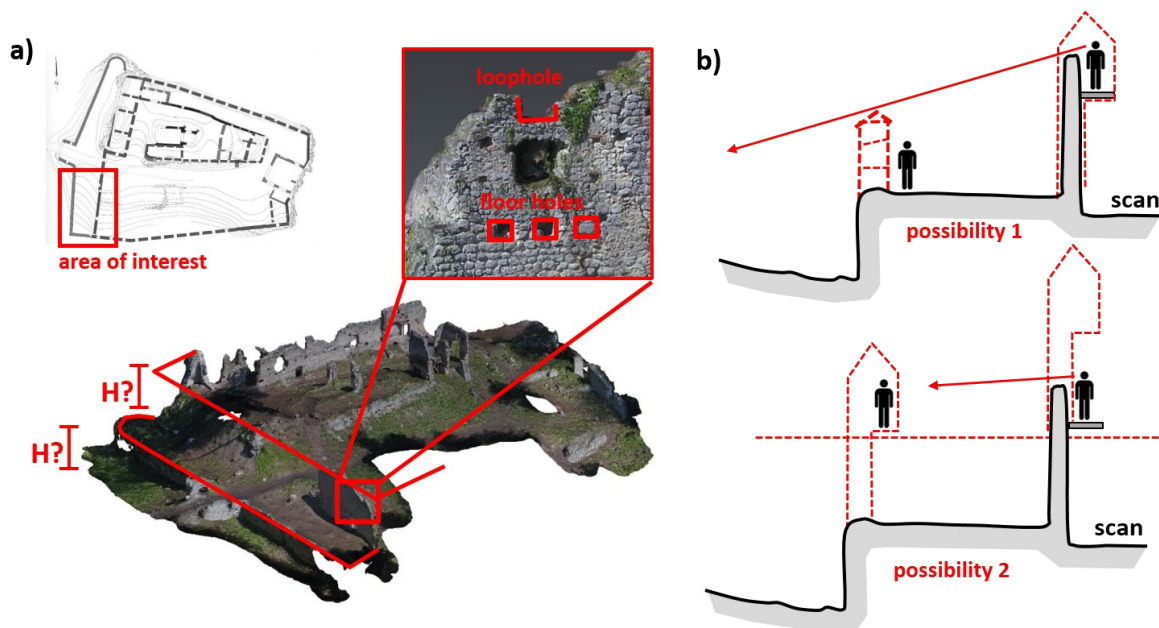 a)
area of interest
loophole
floor holes
H?
H?
b)
scan
possibility 1
scan
possibility 2